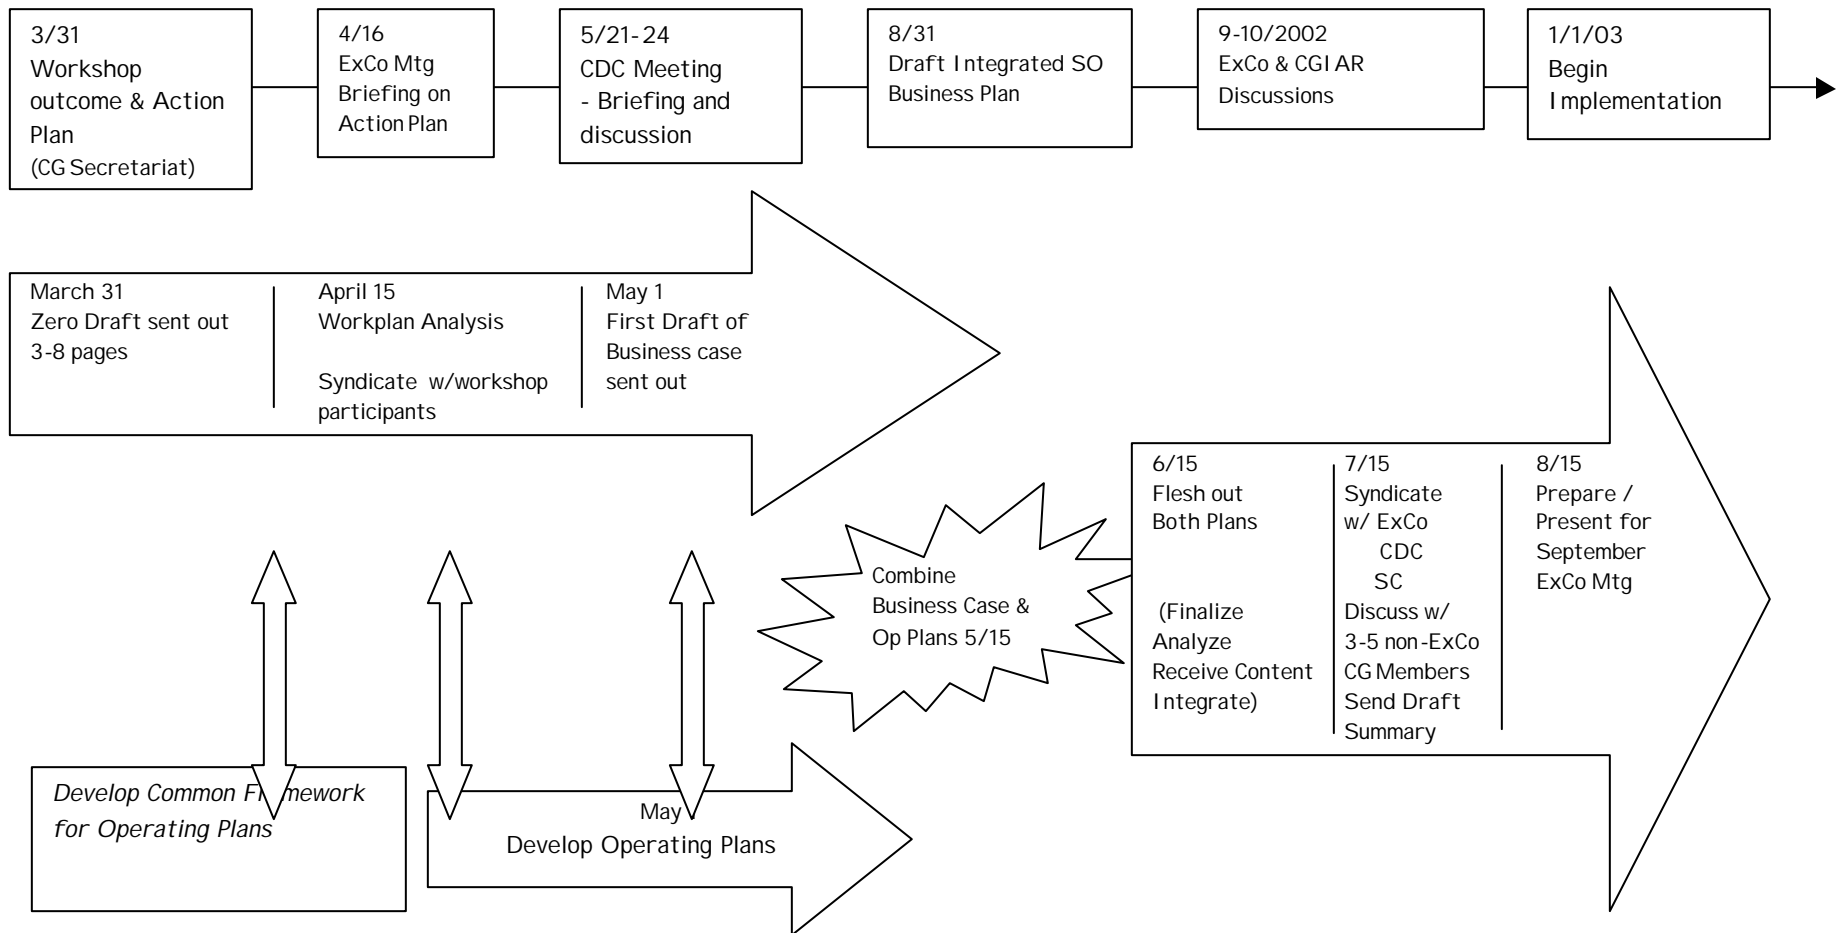 3/31
Workshop
outcome & Action
Plan
(CG Secretariat)
4/16
ExCo Mtg
Briefing on
Action Plan
5/21-24
CDC Meeting
- Briefing and
discussion
8/31
Draft Integrated SO
Business Plan
9-10/2002
ExCo & CGIAR
Discussions
1/1/03
Begin
Implementation
March 31
Zero Draft sent out
3-8 pages
April 15
Workplan Analysis
Syndicate w/workshop
participants
May 1
First Draft of
Business case
sent out
Combine
Business Case &
Op Plans 5/15
6/15
Flesh out
Both Plans
(Finalize
Analyze
Receive Content
Integrate)
7/15
Syndicate
w/ ExCo
CDC
SC
Discuss w/
3-5 non-ExCo
CG Members
Send Draft
Summary
8/15
Prepare /
Present for
September
ExCo Mtg
Develop Common
for Operating Plans
May
Develop Operating Plans